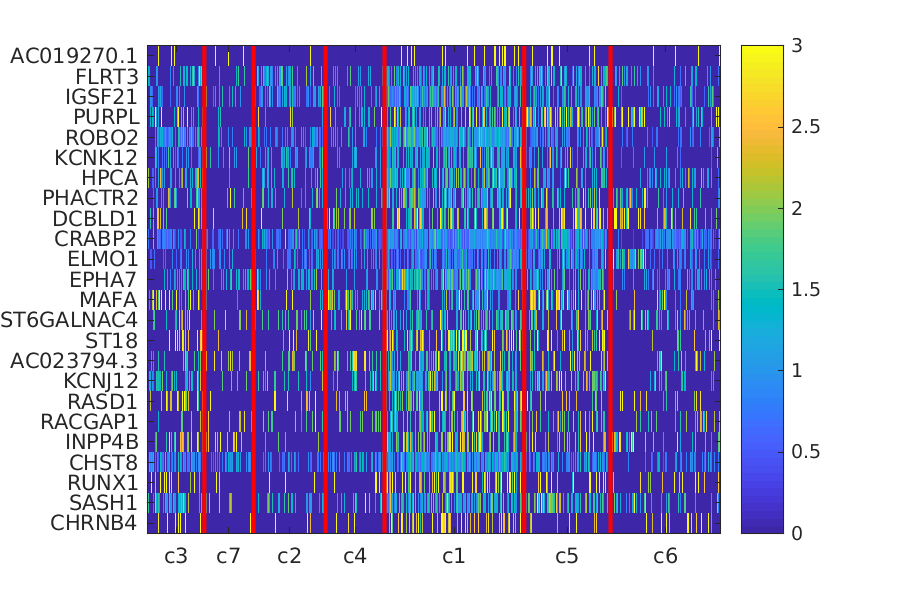 AC019270.1
FLRT3
IGSF21
PURPL
ROBO2
KCNK12
HPCA
PHACTR2
DCBLD1
CRABP2
ELMO1
EPHA7
MAFA
ST6GALNAC4
ST18
AC023794.3
KCNJ12
RASD1
RACGAP1
INPP4B
CHST8
RUNX1
SASH1
CHRNB4
c3 c7 c2 c4 c1 c5 c6
3
2.5
2
1.5
1
0.5
0